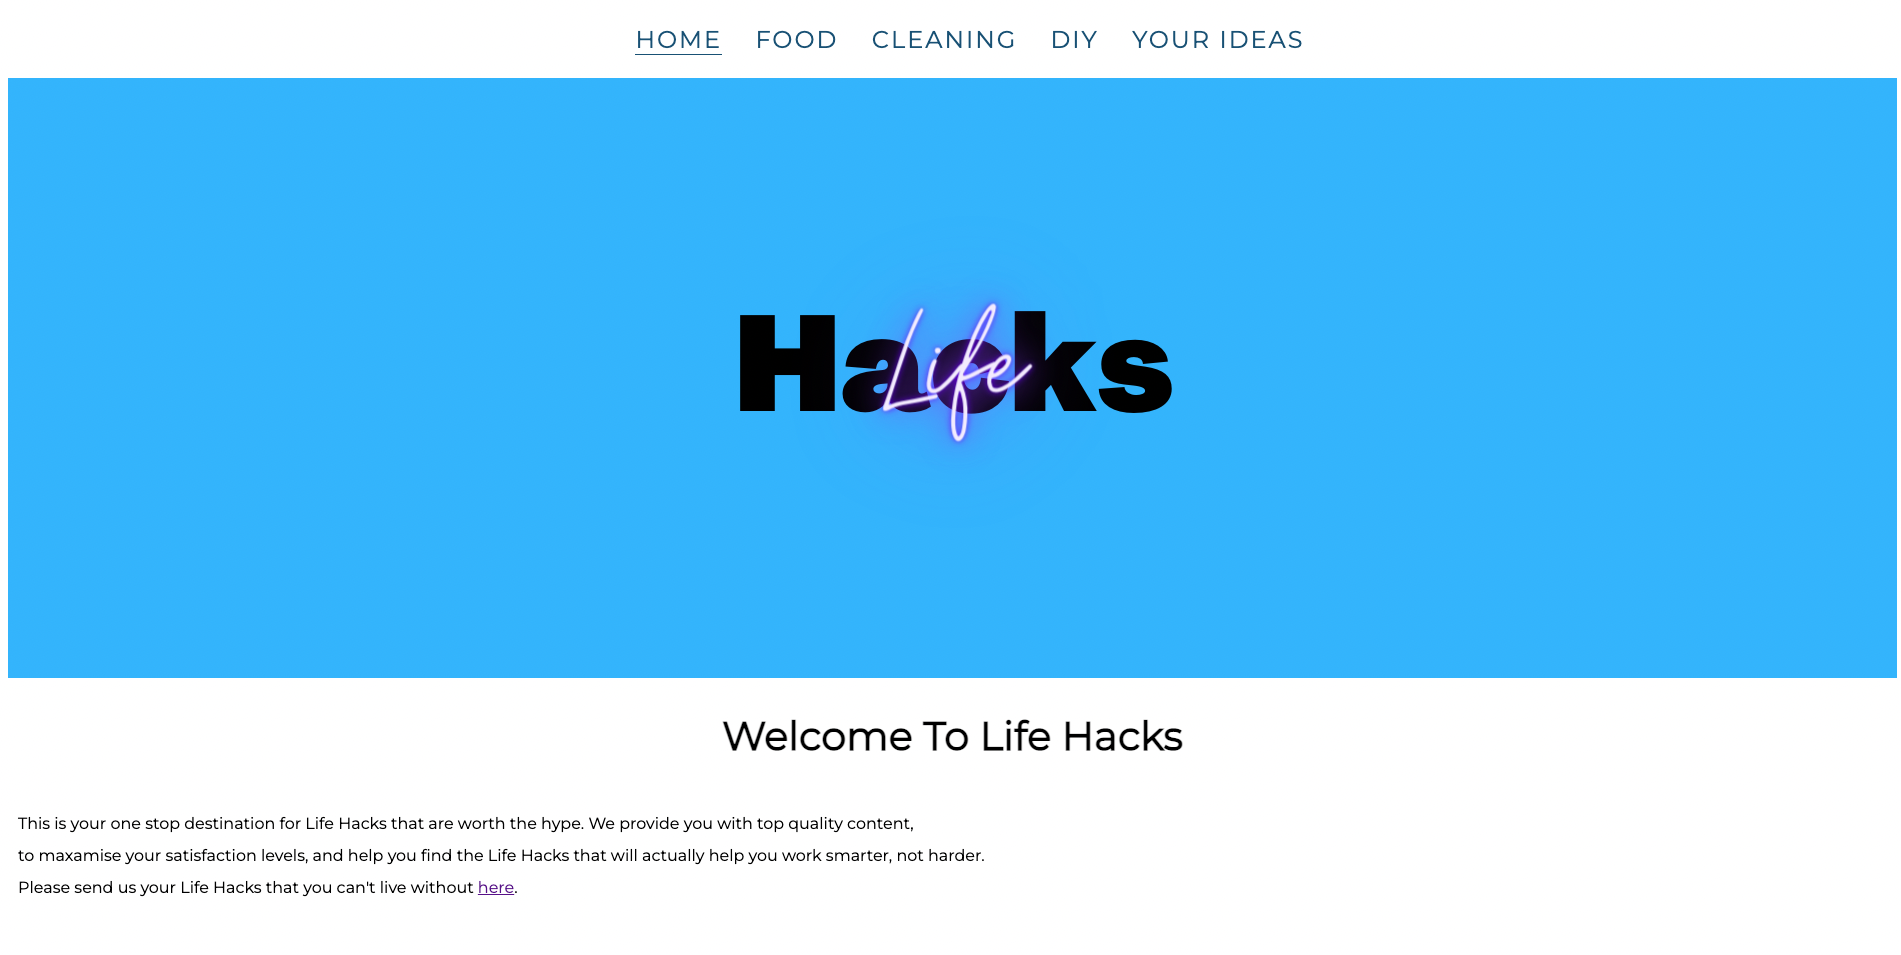 HOME FOOD CLEANING DIY YOUR IDEAS
Hacks
Life
Welcome To Life Hacks
This is your one stop destination for Life Hacks that are worth the hype. We provide you with top quality content,
to maxamise your satisfaction levels, and help you find the Life Hacks that will actually help you work smarter, not harder.
Please send us your Life Hacks that you can't live without here.